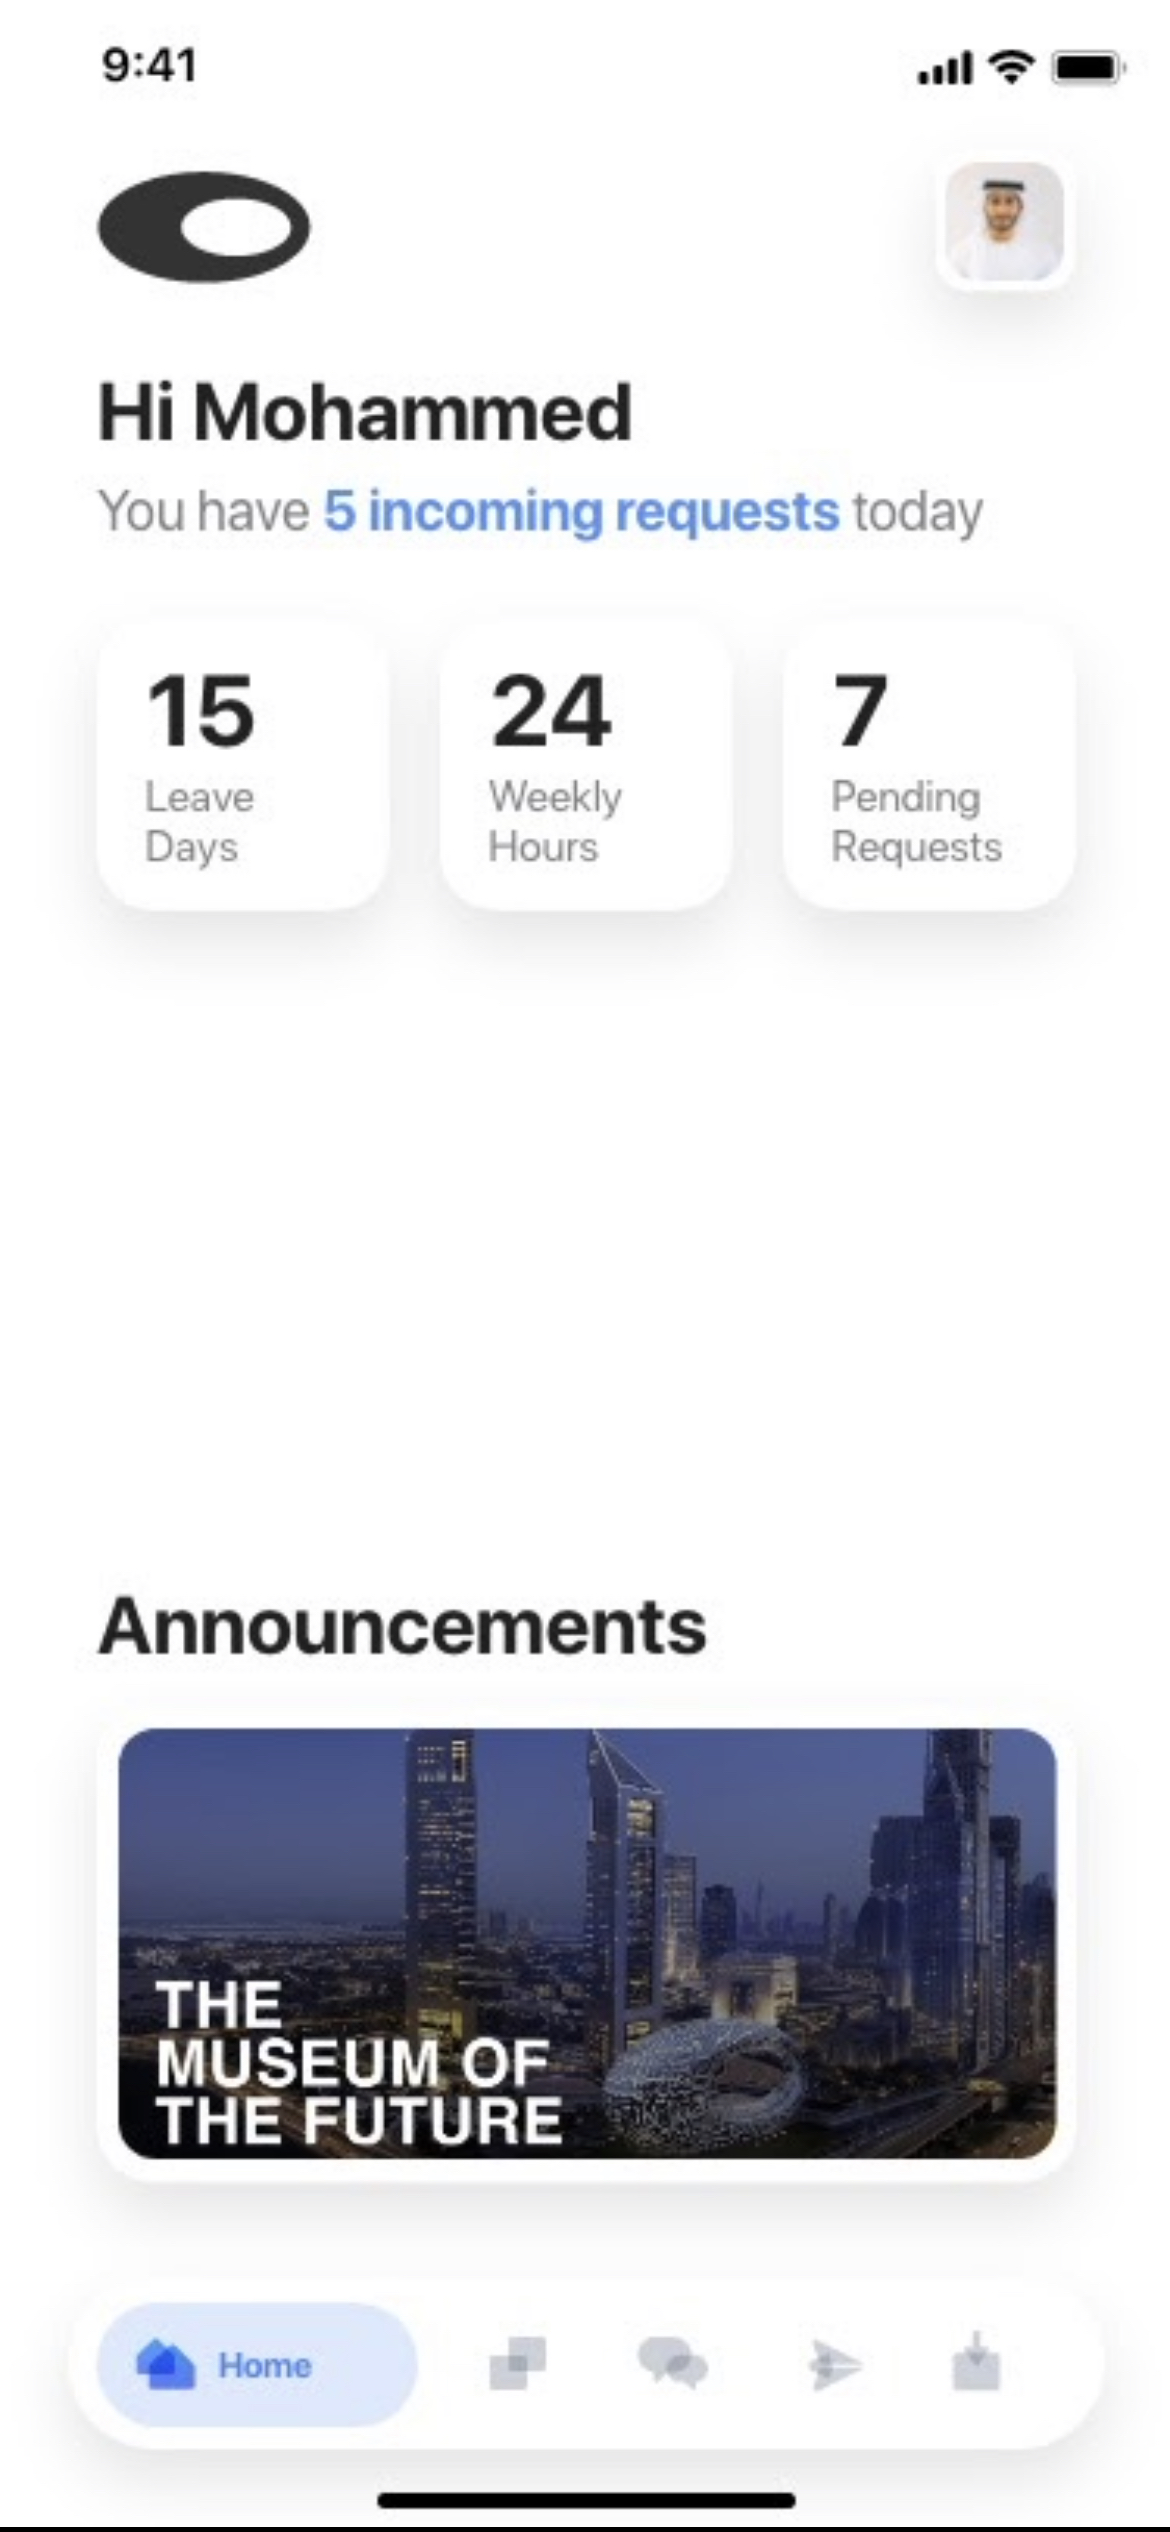 9:41
Hi Mohammed
You have 5 incoming requests today
15
Leave
Days
24
Weekly
Hours
7
Pending
Requests
Announcements
THE
MUSEUM OF
THE FUTURE
Home